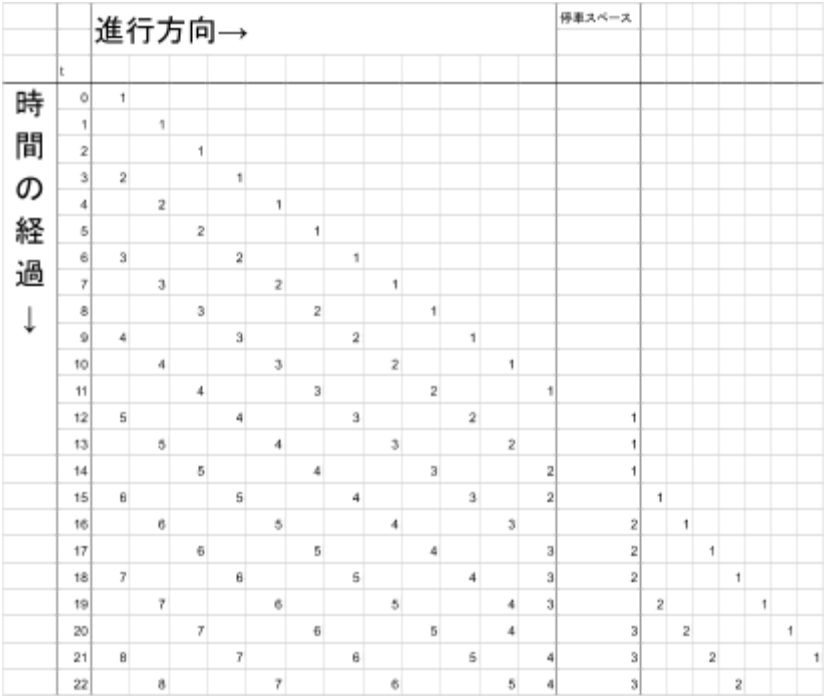 進行方向→ 停車スペース
t
時間の経過↓
0 1
1 1
2 1
3 2 1
4 2 1
5 2 1
6 3 2 1
7 3 2 1
8 3 2 1
9 4 3 2 1
10 4 3 2 1
11 4 3 2 1
12 5 4 3 2 1
13 5 4 3 2 1
14 5 4 3 2 1
15 6 5 4 3 2 1
16 6 5 4 3 2 1
17 6 5 4 3 2 1
18 7 6 5 4 3 2 1
19 7 6 5 4 3 2 1
20 7 6 5 4 3 2 1
21 8 7 6 5 4 3 2 1
22 8 7 6 5 4 3 2